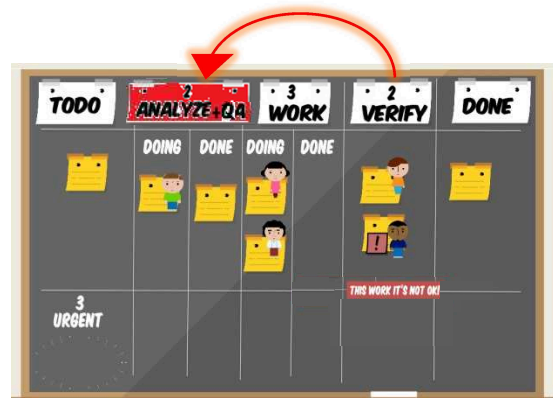 TODO
2
ANALYZE+QA
3
WORK
2
VERIFY
DONE
DOING
DONE
DOING
DONE
!
THIS WORK IT'S NOT OK!
3
URGENT